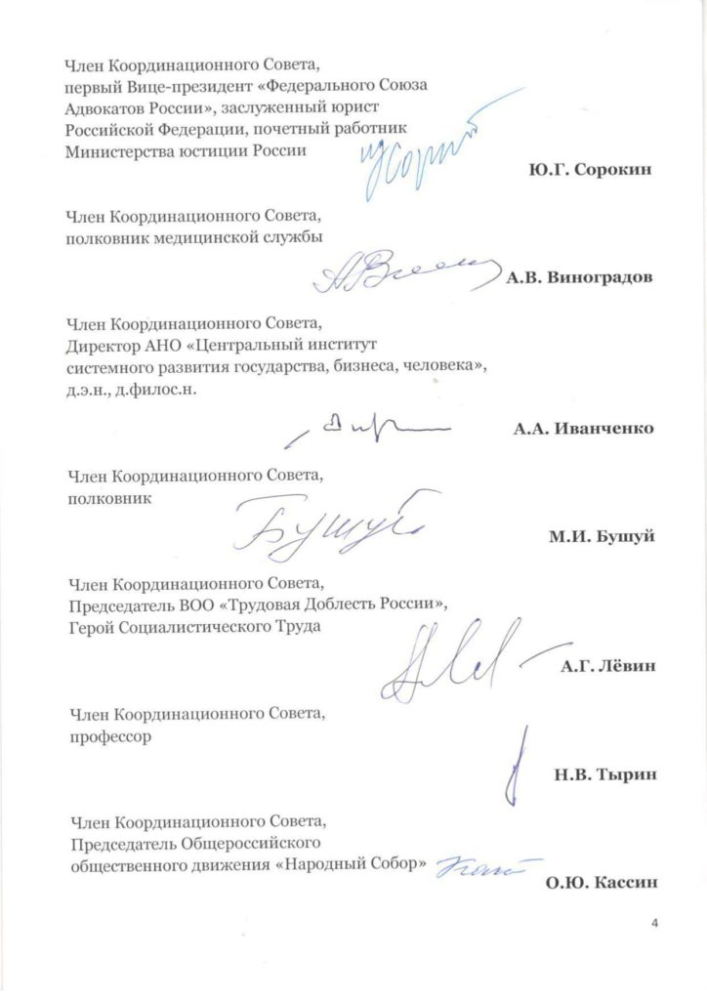 Член Координационного Совета,
первый Вице-президент «Федерального Союза
Адвокатов России», заслуженный юрист
Российской Федерации, почетный работник
Министерства юстиции России
Ю.Г. Сорокин
Член Координационного Совета,
полковник медицинской службы
А.В. Виноградов
Член Координационного Совета,
Директор АНО «Центральный институт
системного развития государства, бизнеса, человека»,
д.э.н., д.филос.н.
А.А. Иванченко
Член Координационного Совета,
полковник
М.И. Бушуй
Член Координационного Совета,
Председатель ВОО «Трудовая Доблесть России»,
Герой Социалистического Труда
А.Г. Лёвин
Член Координационного Совета,
профессор
Н.В. Тырин
Член Координационного Совета,
Председатель Общероссийского
общественного движения «Народный Собор»
О.Ю. Кассин
4